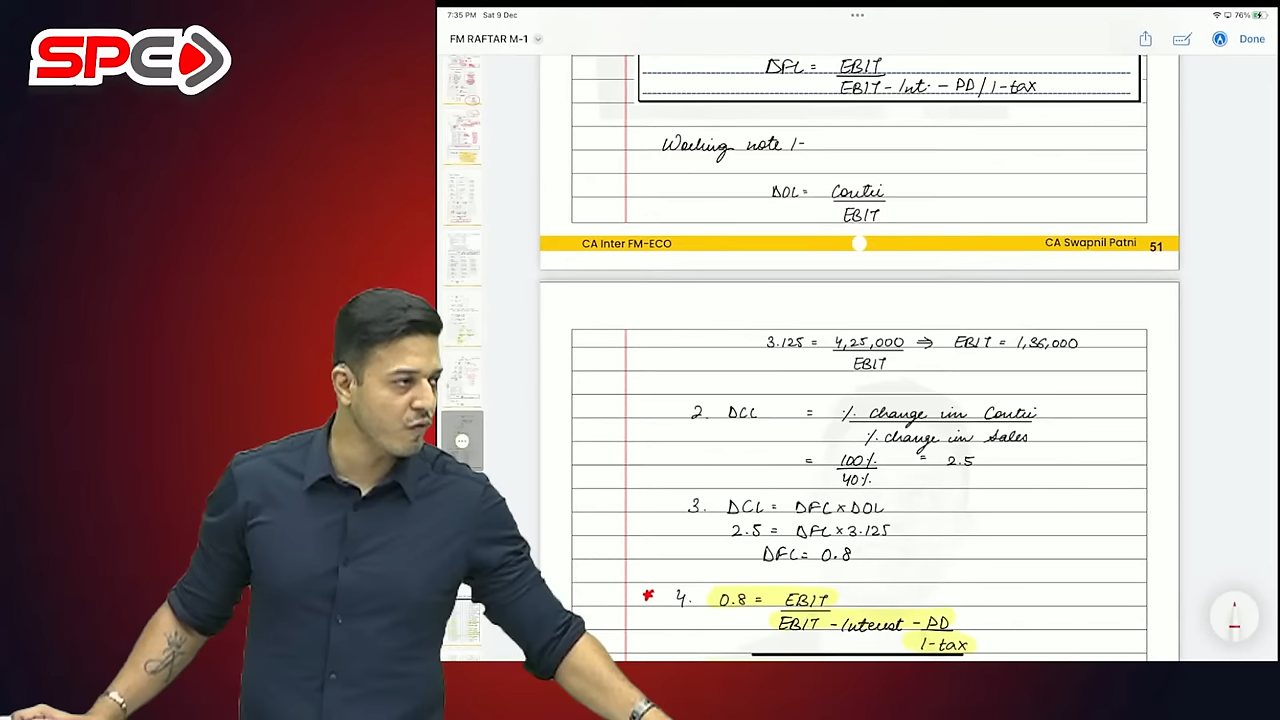 SPC
7:35 PM Sat 9 Dec
76%
FM RAFTAR M-1
Done
DFL = EBIT
EBIT - Int. - PD / 1-tax
Working note 1-
DOL = Contri
EBIT
CA Inter FM-ECO
CA Swapnil Patni 51
3.125 = 4,25,000 ⇒ EBIT = 1,36,000
EBIT
2. DCL = % change in Contri
% change in Sales
= 100% = 2.5
40%
3. DCL = DFL × DOL
2.5 = DFL × 3.125
DFL = 0.8
* 4. 0.8 = EBIT
EBIT - Interest - PD
1-tax